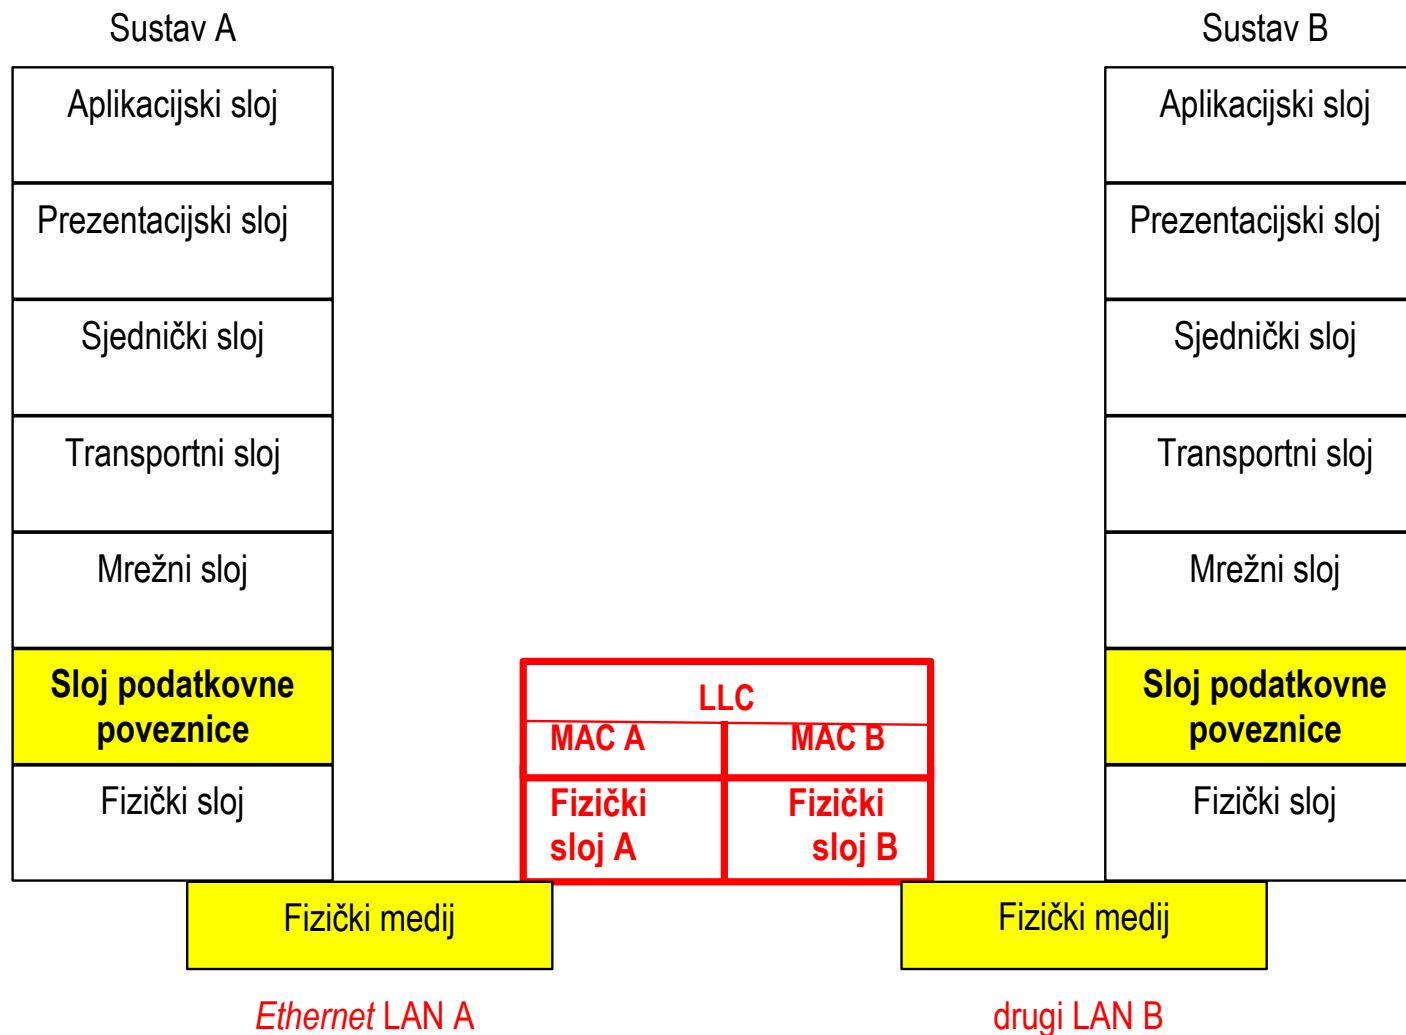 Sustav A
Aplikacijski sloj
Prezentacijski sloj
Sjednički sloj
Transportni sloj
Mrežni sloj
Sloj podatkovne
poveznice
Fizički sloj
Fizički medij
Ethernet LAN A
LLC
MAC A
MAC B
Fizički
sloj A
Fizički
sloj B
Sustav B
Aplikacijski sloj
Prezentacijski sloj
Sjednički sloj
Transportni sloj
Mrežni sloj
Sloj podatkovne
poveznice
Fizički sloj
Fizički medij
drugi LAN B